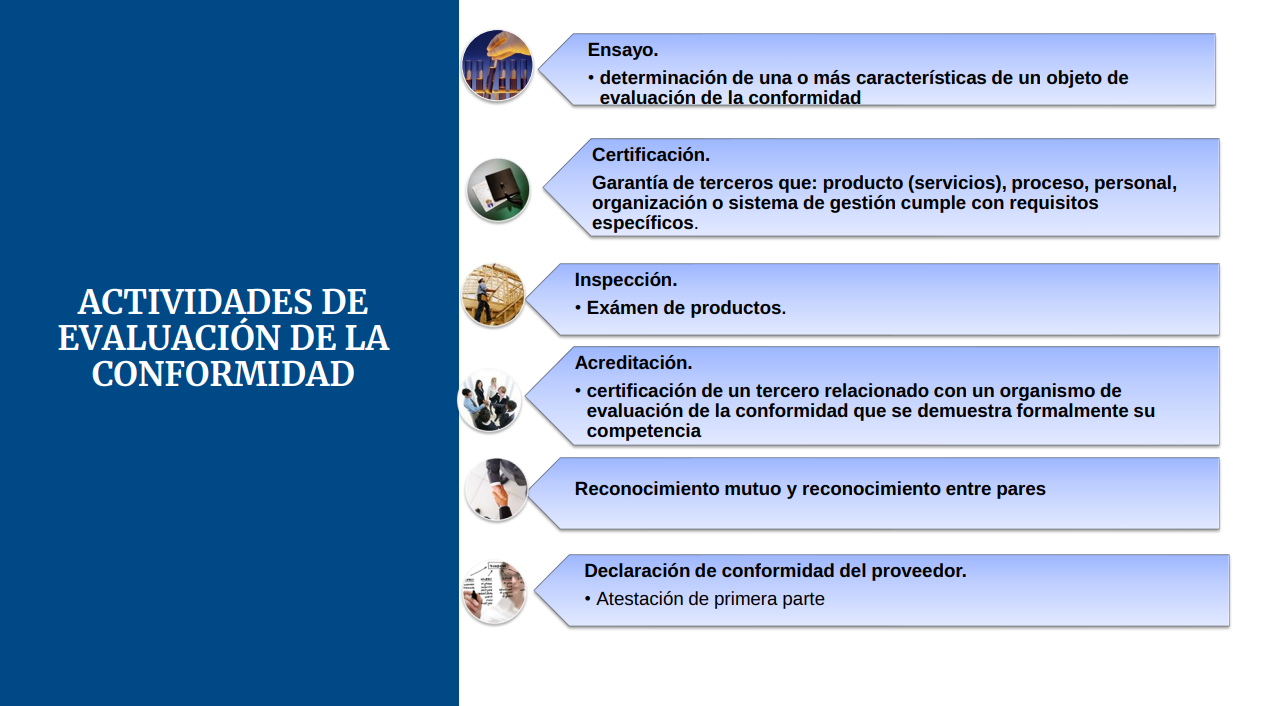 ACTIVIDADES DE
EVALUACIÓN DE LA
CONFORMIDAD
Ensayo.
• determinación de una o más características de un objeto de
evaluación de la conformidad
Certificación.
Garantía de terceros que: producto (servicios), proceso, personal,
organización o sistema de gestión cumple con requisitos
específicos.
Inspección.
• Exámen de productos.
Acreditación.
• certificación de un tercero relacionado con un organismo de
evaluación de la conformidad que se demuestra formalmente su
competencia
Reconocimiento mutuo y reconocimiento entre pares
Declaración de conformidad del proveedor.
• Atestación de primera parte